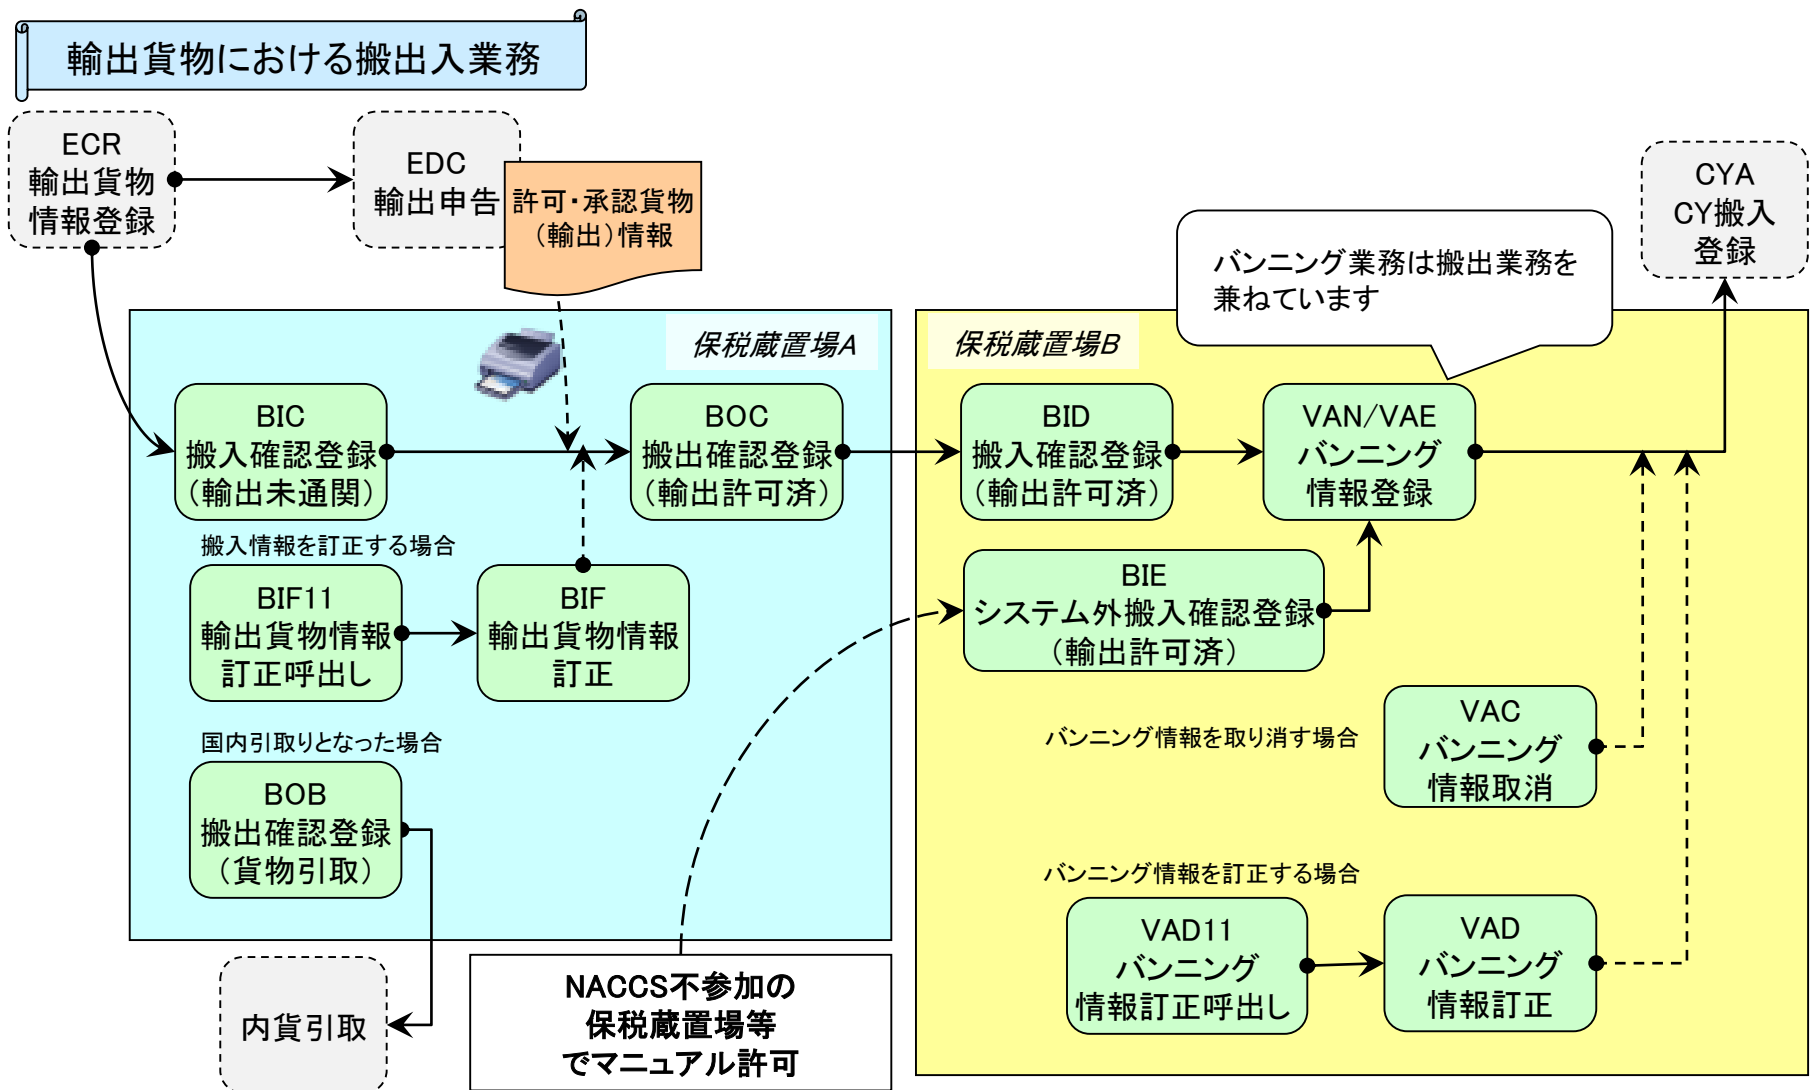 輸出貨物における搬出入業務
ECR
輸出貨物
情報登録
EDC
輸出申告
許可・承認貨物
（輸出）情報
CYA
CY搬入
登録
バンニング業務は搬出業務を
兼ねています
保税蔵置場A
保税蔵置場B
BIC
搬入確認登録
（輸出未通関）
BOC
搬出確認登録
（輸出許可済）
BID
搬入確認登録
（輸出許可済）
VAN/VAE
バンニング
情報登録
搬入情報を訂正する場合
BIF11
輸出貨物情報
訂正呼出し
BIF
輸出貨物情報
訂正
BIE
システム外搬入確認登録
（輸出許可済）
国内引取りとなった場合
BOB
搬出確認登録
（貨物引取）
バンニング情報を取り消す場合
VAC
バンニング
情報取消
バンニング情報を訂正する場合
VAD11
バンニング
情報訂正呼出し
VAD
バンニング
情報訂正
内貨引取
NACCS不参加の
保税蔵置場等
でマニュアル許可